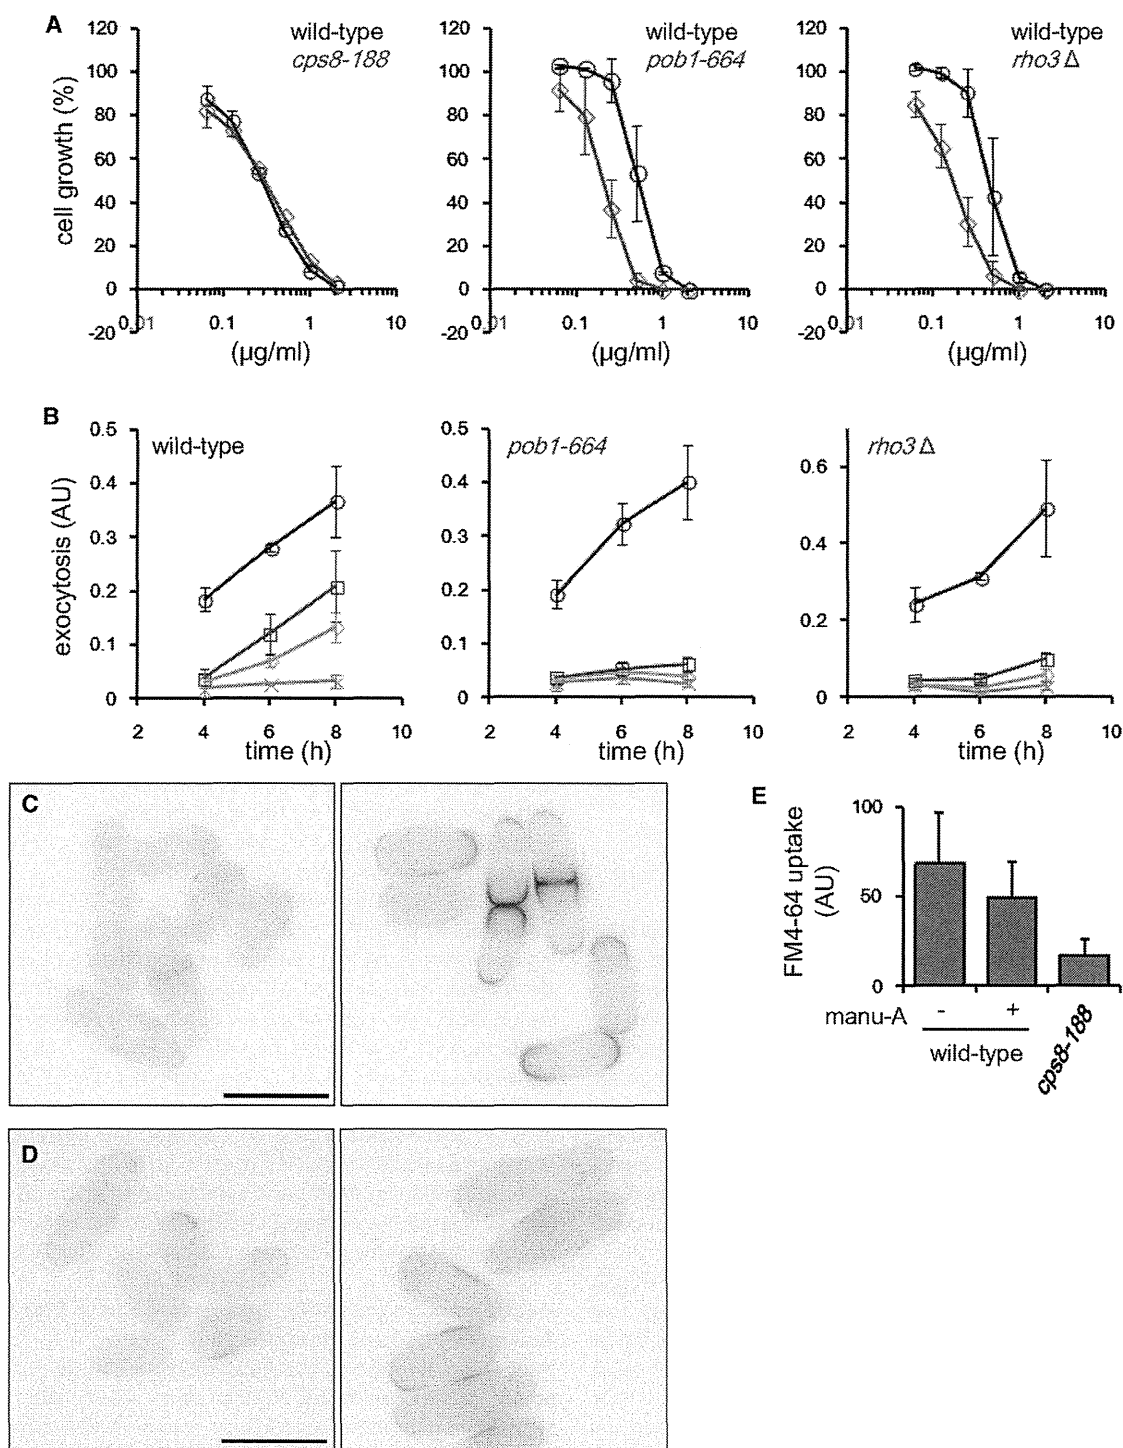 A
120
100
80
60
40
20
0
-20
cell growth (%)
wild-type
cps8-188
0.01 0.1 1 10
(µg/ml)
120
100
80
60
40
20
0
-20
wild-type
pob1-664
0.01 0.1 1 10
(µg/ml)
120
100
80
60
40
20
0
-20
wild-type
rho3 Δ
0.01 0.1 1 10
(µg/ml)
B
0.5
0.4
0.3
0.2
0.1
0
exocytosis (AU)
wild-type
2 4 6 8 10
time (h)
0.5
0.4
0.3
0.2
0.1
0
pob1-664
2 4 6 8 10
time (h)
0.6
0.4
0.2
0
rho3 Δ
2 4 6 8 10
time (h)
C
D
E
100
50
0
FM4-64 uptake
(AU)
manu-A - +
wild-type
cps8-188